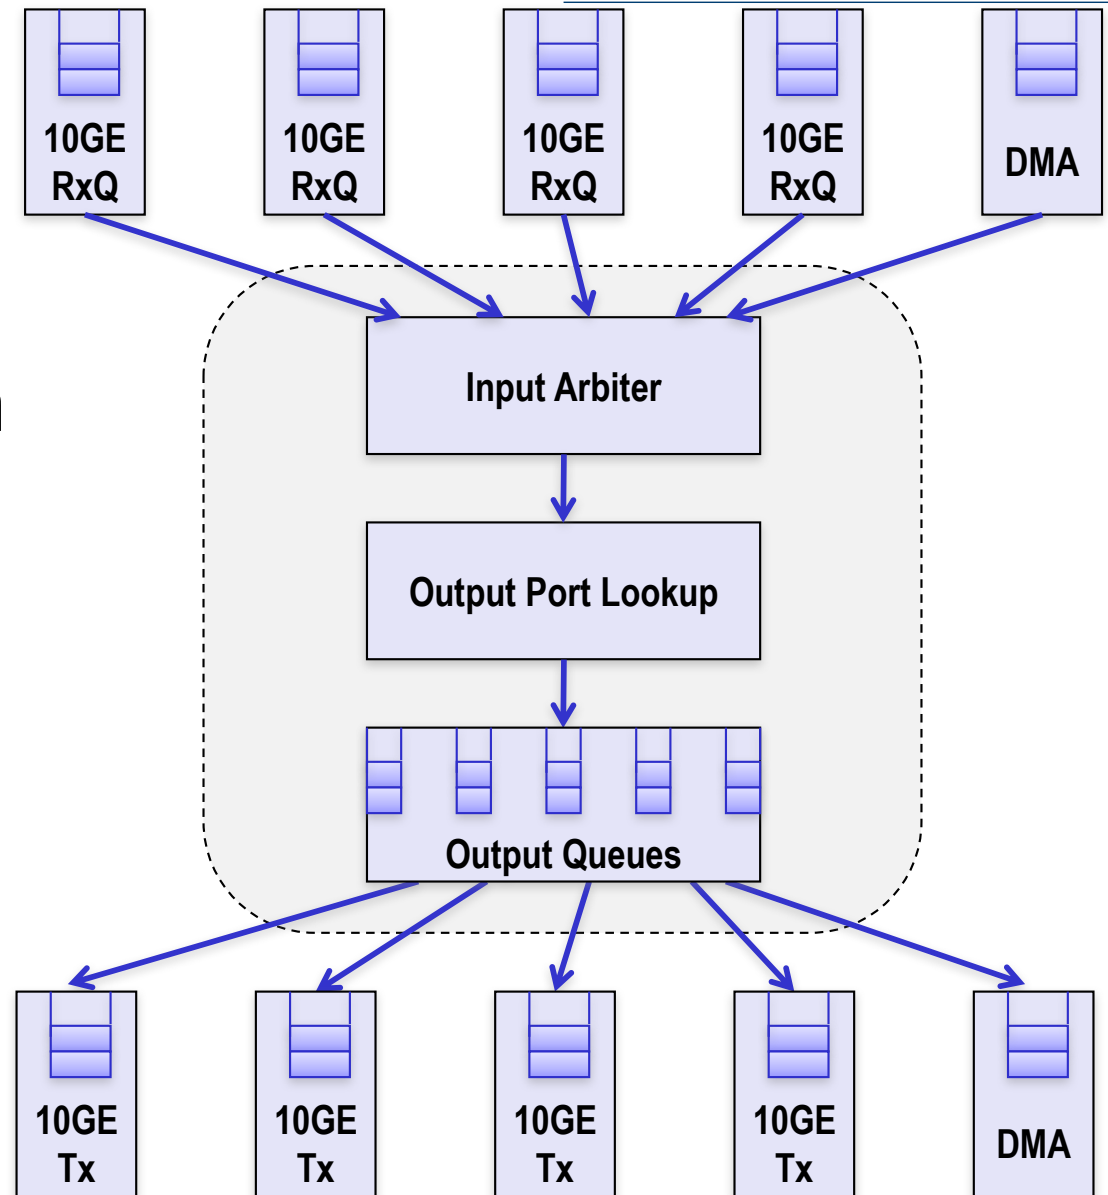 10GE
RxQ
10GE
RxQ
10GE
RxQ
10GE
RxQ
DMA
Input Arbiter
Output Port Lookup
Output Queues
10GE
Tx
10GE
Tx
10GE
Tx
10GE
Tx
DMA